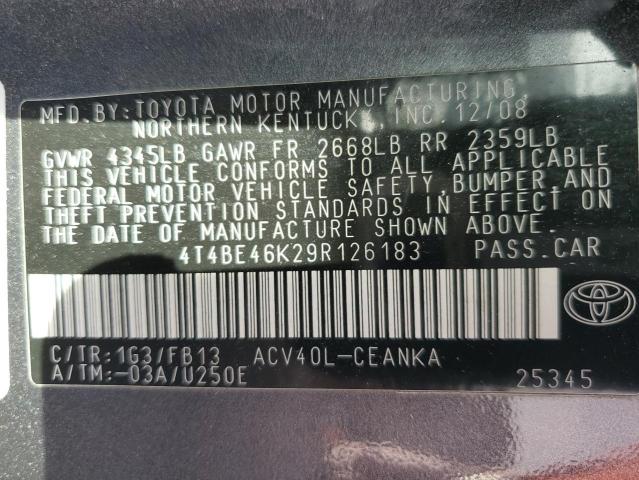 MFD.BY:TOYOTA MOTOR MANUFACTURING,
NORTHERN KENTUCKY, INC.12/08
GVWR 4345LB GAWR FR 2668LB RR 2359LB
THIS VEHICLE CONFORMS TO ALL APPLICABLE
FEDERAL MOTOR VEHICLE SAFETY,BUMPER,AND
THEFT PREVENTION STANDARDS IN EFFECT ON
THE DATE OF MANUFACTURE SHOWN ABOVE.
4T4BE46K29R126183 PASS.CAR
C/TR:1G3/FB13 ACV40L-CEANKA
A/TM:-03A/U250E 25345